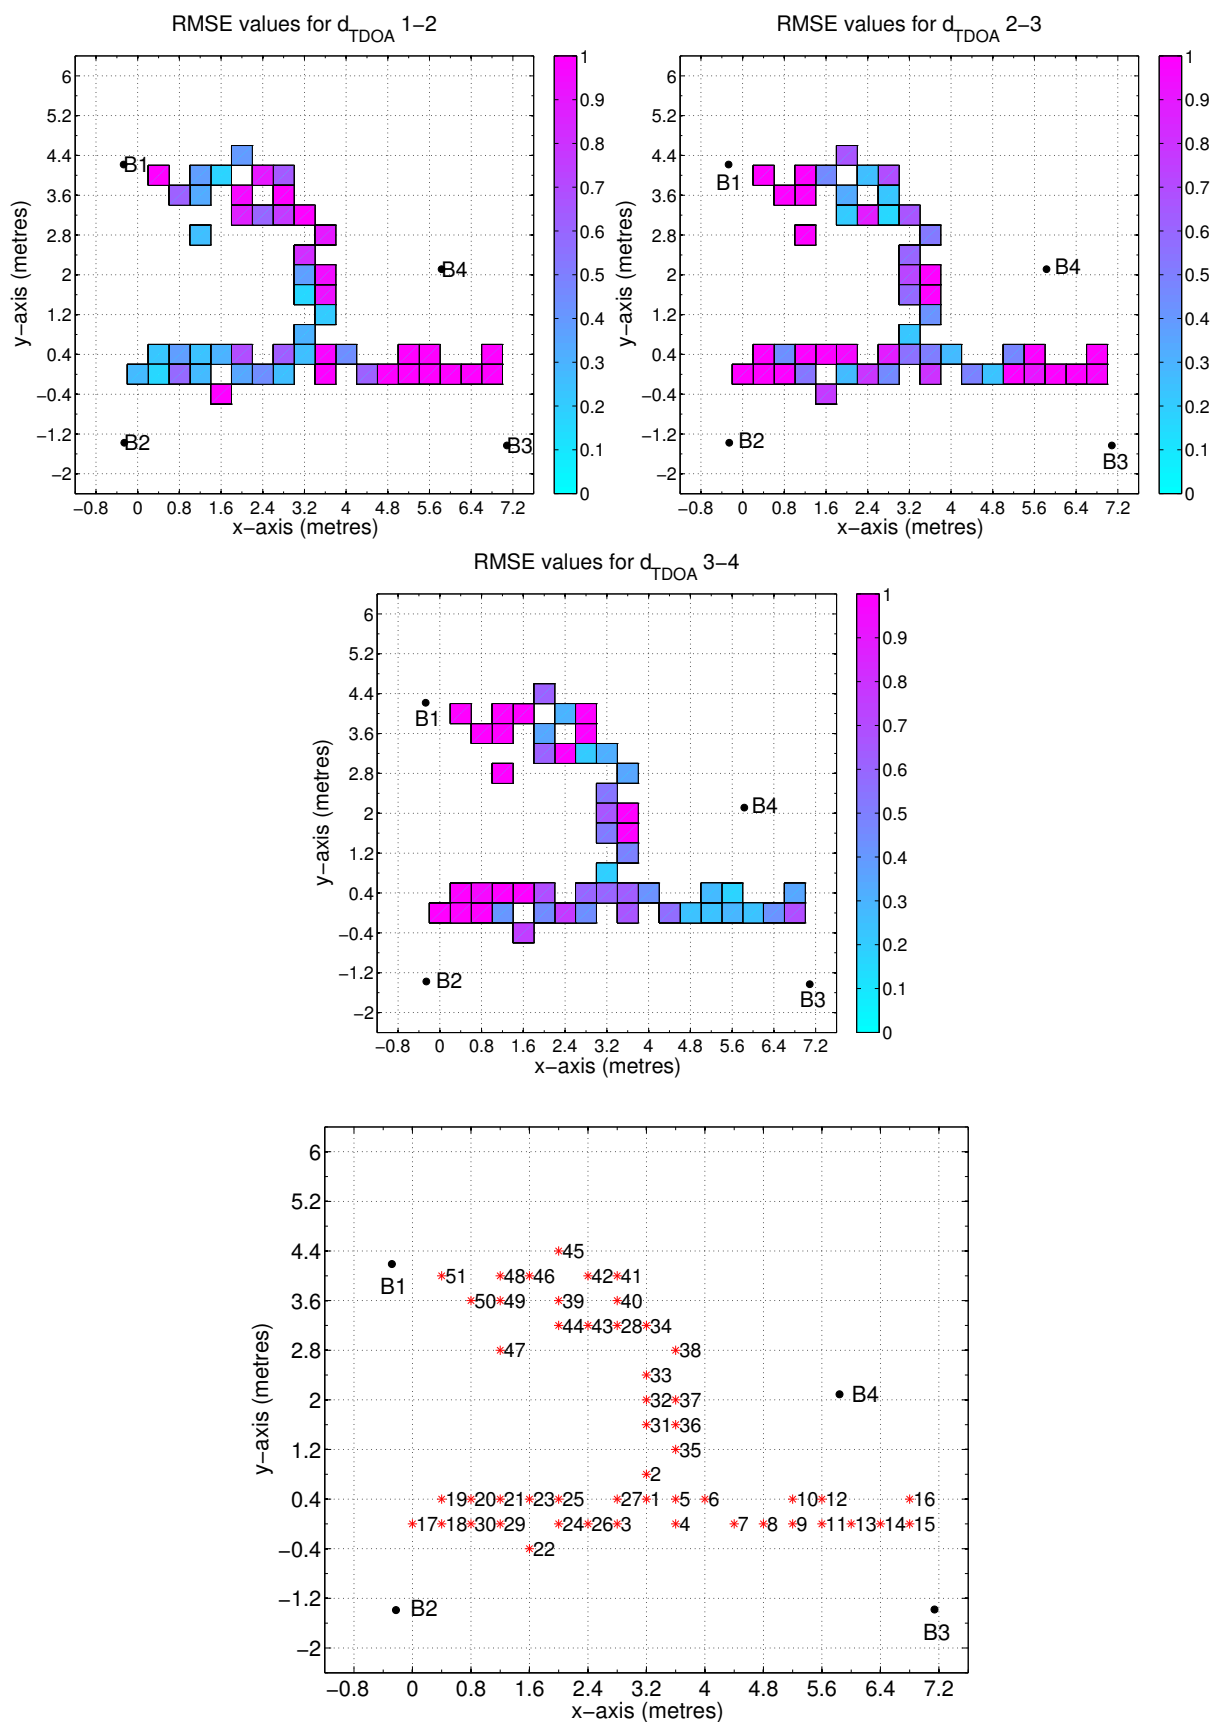 RMSE values for d_TDOA 1−2
6
5.2
4.4
3.6
2.8
2
1.2
0.4
−0.4
−1.2
−2
y−axis (metres)
B1
B4
B2
B3
−0.8 0 0.8 1.6 2.4 3.2 4 4.8 5.6 6.4 7.2
x−axis (metres)
1
0.9
0.8
0.7
0.6
0.5
0.4
0.3
0.2
0.1
0
RMSE values for d_TDOA 2−3
6
5.2
4.4
3.6
2.8
2
1.2
0.4
−0.4
−1.2
−2
y−axis (metres)
B1
B4
B2
B3
−0.8 0 0.8 1.6 2.4 3.2 4 4.8 5.6 6.4 7.2
x−axis (metres)
1
0.9
0.8
0.7
0.6
0.5
0.4
0.3
0.2
0.1
0
RMSE values for d_TDOA 3−4
6
5.2
4.4
3.6
2.8
2
1.2
0.4
−0.4
−1.2
−2
y−axis (metres)
B1
B4
B2
B3
−0.8 0 0.8 1.6 2.4 3.2 4 4.8 5.6 6.4 7.2
x−axis (metres)
1
0.9
0.8
0.7
0.6
0.5
0.4
0.3
0.2
0.1
0
6
5.2
4.4
3.6
2.8
2
1.2
0.4
−0.4
−1.2
−2
y−axis (metres)
45
B1
51 48 46 42 41
50 49 39 40
44 43 28 34
47 38
33
B4
32 37
31 36
35
2
19 20 21 23 25 27 1 5 6 10 12 16
17 18 30 29 24 26 3 4 7 8 9 11 13 14 15
22
B2
B3
−0.8 0 0.8 1.6 2.4 3.2 4 4.8 5.6 6.4 7.2
x−axis (metres)